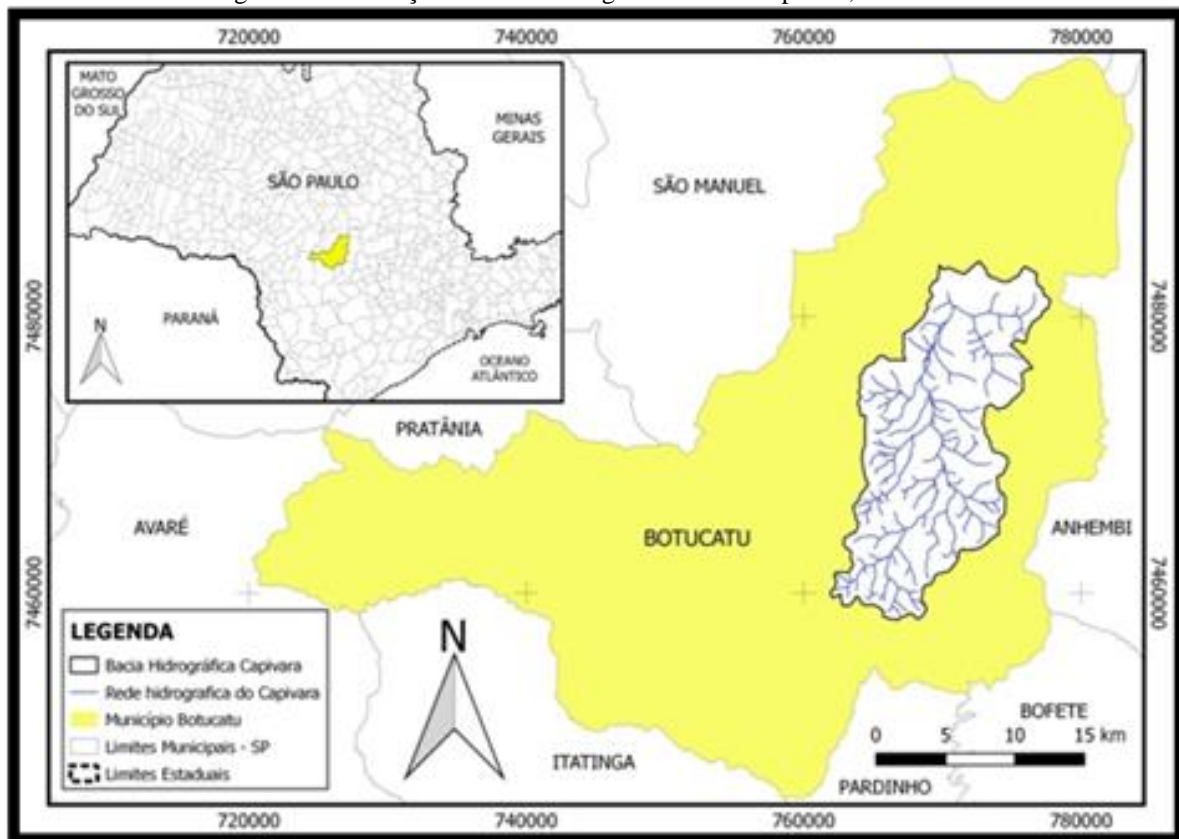 720000 740000 760000 780000
MATO
GROSSO
DO SUL
MINAS
GERAIS
SÃO PAULO
PARANÁ
N
OCEANO
ATLÂNTICO
SÃO MANUEL
7480000
7480000
PRATÂNIA
AVARÉ
BOTUCATU
ANHEMBI
7460000
7460000
LEGENDA
Bacia Hidrográfica Capivara
Rede hidrografica do Capivara
Município Botucatu
Limites Municipais - SP
Limites Estaduais
N
ITATINGA
BOFETE
0 5 10 15 km
PARDINHO
720000 740000 760000 780000